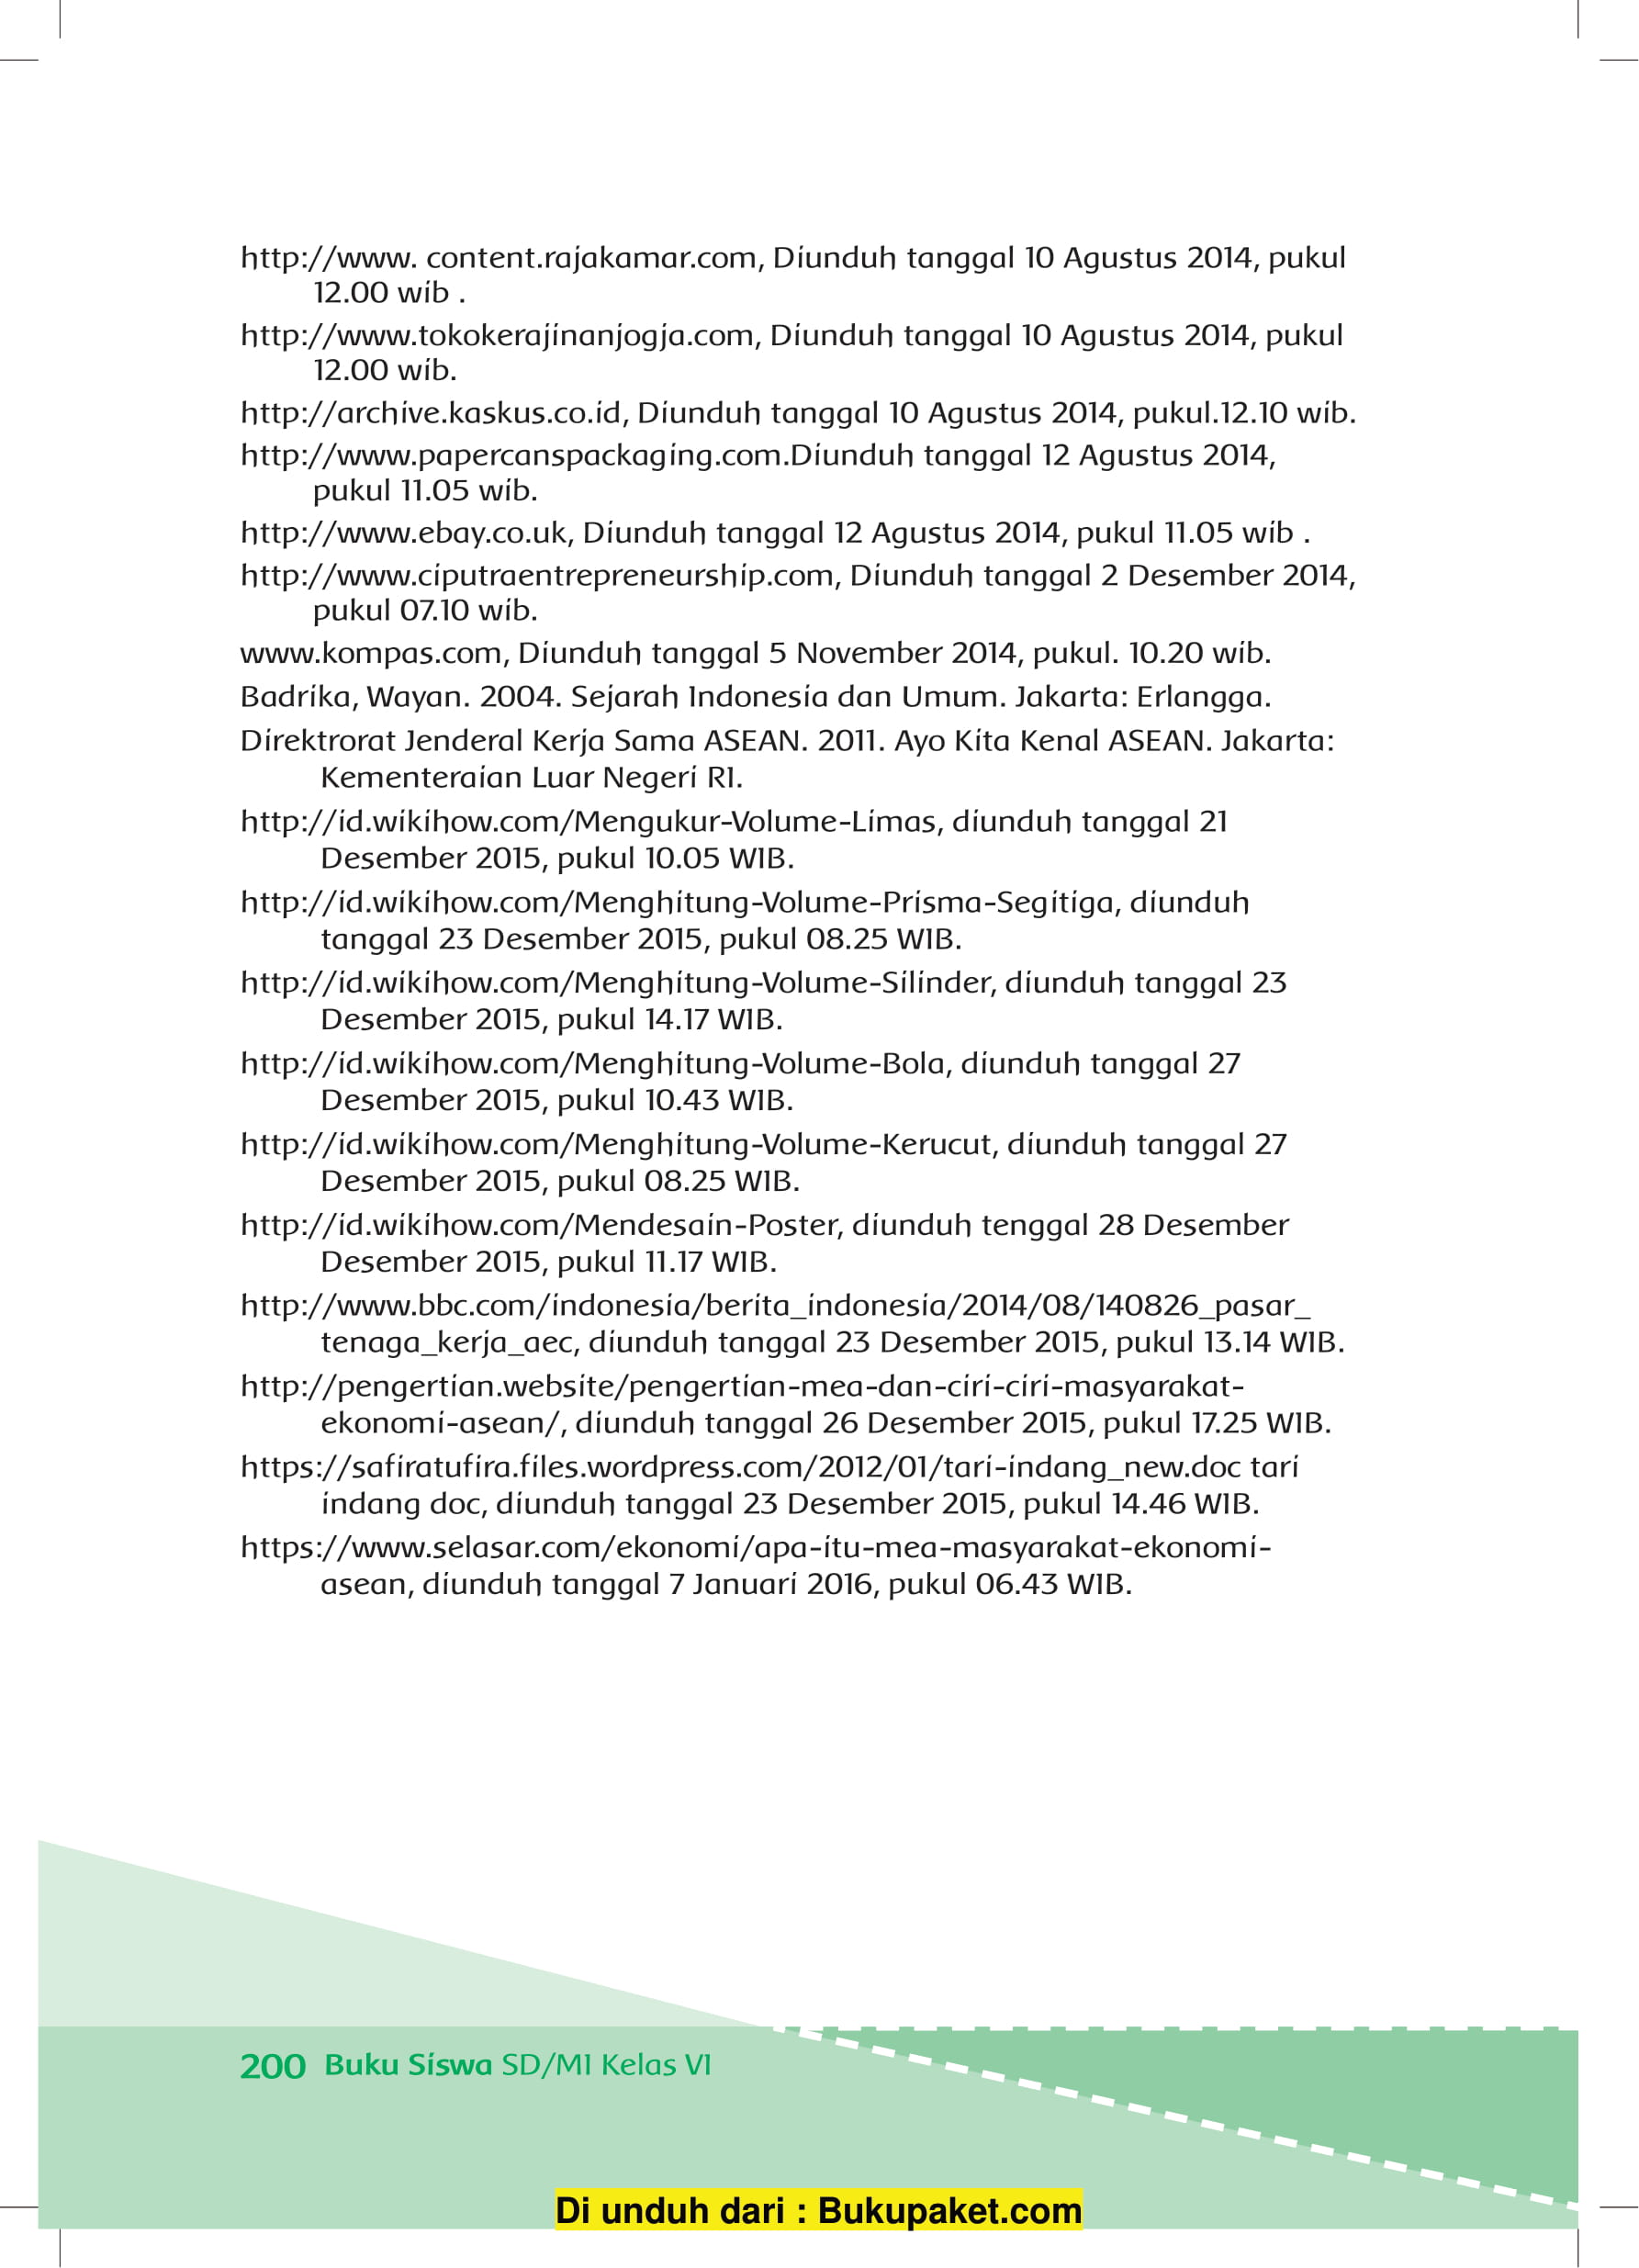 http://www. content.rajakamar.com, Diunduh tanggal 10 Agustus 2014, pukul
12.00 wib .
http://www.tokokerajinanjogja.com, Diunduh tanggal 10 Agustus 2014, pukul
12.00 wib.
http://archive.kaskus.co.id, Diunduh tanggal 10 Agustus 2014, pukul.12.10 wib.
http://www.papercanspackaging.com.Diunduh tanggal 12 Agustus 2014,
pukul 11.05 wib.
http://www.ebay.co.uk, Diunduh tanggal 12 Agustus 2014, pukul 11.05 wib .
http://www.ciputraentrepreneurship.com, Diunduh tanggal 2 Desember 2014,
pukul 07.10 wib.
www.kompas.com, Diunduh tanggal 5 November 2014, pukul. 10.20 wib.
Badrika, Wayan. 2004. Sejarah Indonesia dan Umum. Jakarta: Erlangga.
Direktrorat Jenderal Kerja Sama ASEAN. 2011. Ayo Kita Kenal ASEAN. Jakarta:
Kementeraian Luar Negeri RI.
http://id.wikihow.com/Mengukur-Volume-Limas, diunduh tanggal 21
Desember 2015, pukul 10.05 WIB.
http://id.wikihow.com/Menghitung-Volume-Prisma-Segitiga, diunduh
tanggal 23 Desember 2015, pukul 08.25 WIB.
http://id.wikihow.com/Menghitung-Volume-Silinder, diunduh tanggal 23
Desember 2015, pukul 14.17 WIB.
http://id.wikihow.com/Menghitung-Volume-Bola, diunduh tanggal 27
Desember 2015, pukul 10.43 WIB.
http://id.wikihow.com/Menghitung-Volume-Kerucut, diunduh tanggal 27
Desember 2015, pukul 08.25 WIB.
http://id.wikihow.com/Mendesain-Poster, diunduh tenggal 28 Desember
Desember 2015, pukul 11.17 WIB.
http://www.bbc.com/indonesia/berita_indonesia/2014/08/140826_pasar_
tenaga_kerja_aec, diunduh tanggal 23 Desember 2015, pukul 13.14 WIB.
http://pengertian.website/pengertian-mea-dan-ciri-ciri-masyarakat-
ekonomi-asean/, diunduh tanggal 26 Desember 2015, pukul 17.25 WIB.
https://safiratufira.files.wordpress.com/2012/01/tari-indang_new.doc tari
indang doc, diunduh tanggal 23 Desember 2015, pukul 14.46 WIB.
https://www.selasar.com/ekonomi/apa-itu-mea-masyarakat-ekonomi-
asean, diunduh tanggal 7 Januari 2016, pukul 06.43 WIB.
200 Buku Siswa SD/MI Kelas VI
Di unduh dari : Bukupaket.com